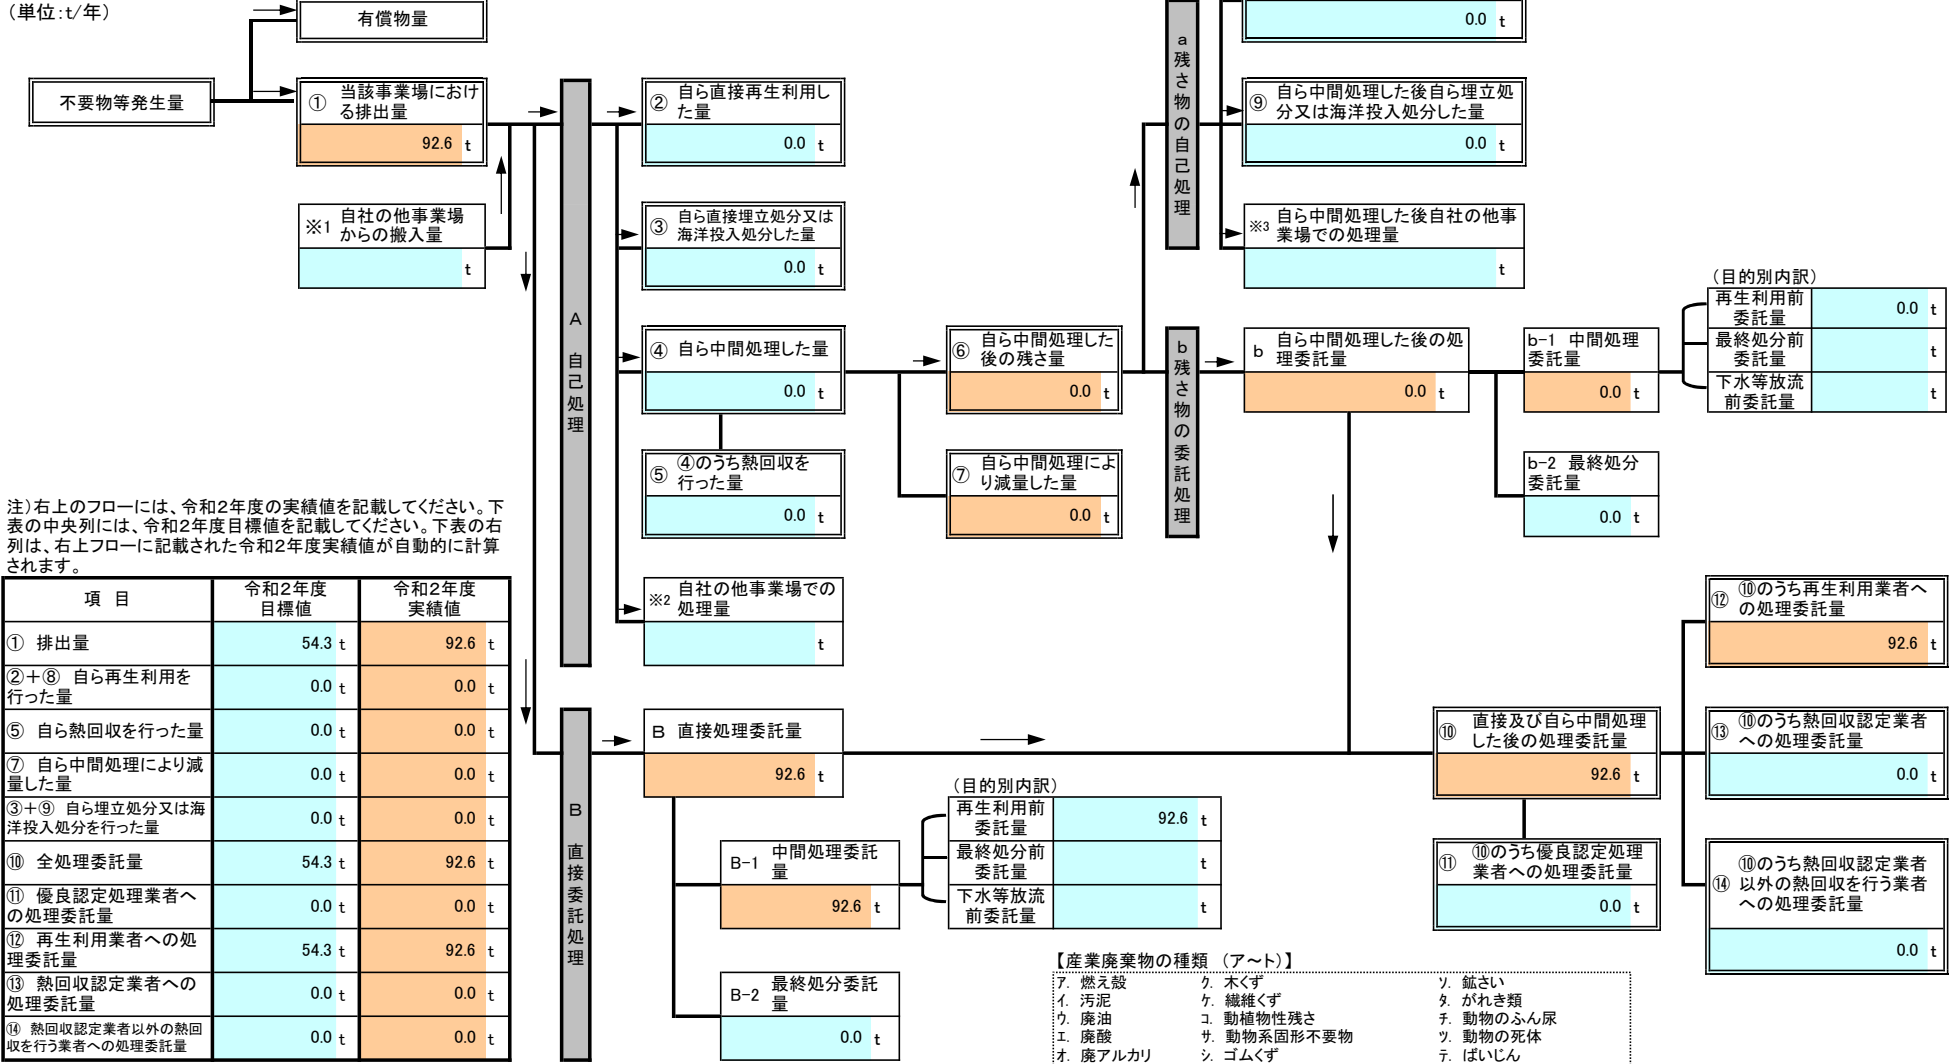 (単位:t/年)
有償物量
不要物等発生量
① 当該事業場におけ
る排出量
92.6 t
※1 自社の他事業場
からの搬入量
t
A 自己処理
② 自ら直接再生利用し
た量
0.0 t
③ 自ら直接埋立処分又は
海洋投入処分した量
0.0 t
④ 自ら中間処理した量
0.0 t
⑤ ④のうち熱回収を
行った量
0.0 t
※2 自社の他事業場での
処理量
t
⑥ 自ら中間処理した
後の残さ量
0.0 t
⑦ 自ら中間処理によ
り減量した量
0.0 t
a 残さ物の自己処理
0.0 t
⑨ 自ら中間処理した後自ら埋立処
分又は海洋投入処分した量
0.0 t
※3 自ら中間処理した後自社の他事
業場での処理量
t
b 残さ物の委託処理
b 自ら中間処理した後の処
理委託量
0.0 t
b-1 中間処理
委託量
0.0 t
b-2 最終処分
委託量
0.0 t
(目的別内訳)
再生利用前
委託量
0.0 t
最終処分前
委託量
t
下水等放流
前委託量
t
注)右上のフローには、令和2年度の実績値を記載してください。下
表の中央列には、令和2年度目標値を記載してください。下表の右
列は、右上フローに記載された令和2年度実績値が自動的に計算
されます。
項 目 令和2年度 目標値 令和2年度 実績値
① 排出量 54.3 t 92.6 t
②+⑧ 自ら再生利用を
行った量 0.0 t 0.0 t
⑤ 自ら熱回収を行った量 0.0 t 0.0 t
⑦ 自ら中間処理により減
量した量 0.0 t 0.0 t
③+⑨ 自ら埋立処分又は海
洋投入処分を行った量 0.0 t 0.0 t
⑩ 全処理委託量 54.3 t 92.6 t
⑪ 優良認定処理業者へ
の処理委託量 0.0 t 0.0 t
⑫ 再生利用業者への処
理委託量 54.3 t 92.6 t
⑬ 熱回収認定業者への
処理委託量 0.0 t 0.0 t
⑭ 熱回収認定業者以外の熱回
収を行う業者への処理委託量 0.0 t 0.0 t
B 直接委託処理
B 直接処理委託量
92.6 t
B-1 中間処理委託
量
92.6 t
B-2 最終処分委託
量
0.0 t
(目的別内訳)
再生利用前
委託量
92.6 t
最終処分前
委託量
t
下水等放流
前委託量
t
⑩ 直接及び自ら中間処理
した後の処理委託量
92.6 t
⑪ ⑩のうち優良認定処理
業者への処理委託量
0.0 t
⑫ ⑩のうち再生利用業者へ
の処理委託量
92.6 t
⑬ ⑩のうち熱回収認定業者
への処理委託量
0.0 t
⑭ ⑩のうち熱回収認定業者
以外の熱回収を行う業者
への処理委託量
0.0 t
【産業廃棄物の種類 (ア~ト)】
ア. 燃え殻 ク. 木くず ソ. 鉱さい
イ. 汚泥 ケ. 繊維くず タ. がれき類
ウ. 廃油 コ. 動植物性残さ チ. 動物のふん尿
エ. 廃酸 サ. 動物系固形不要物 ツ. 動物の死体
オ. 廃アルカリ シ. ゴムくず テ. ばいじん